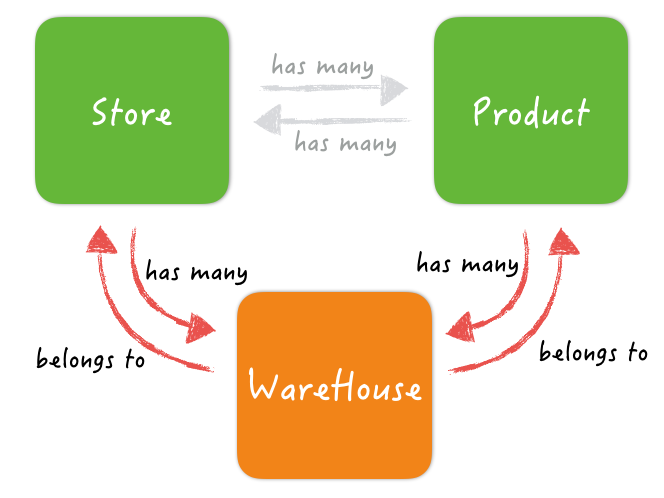 has many
Store
Product
has many
has many
has many
belongs to
belongs to
WareHouse